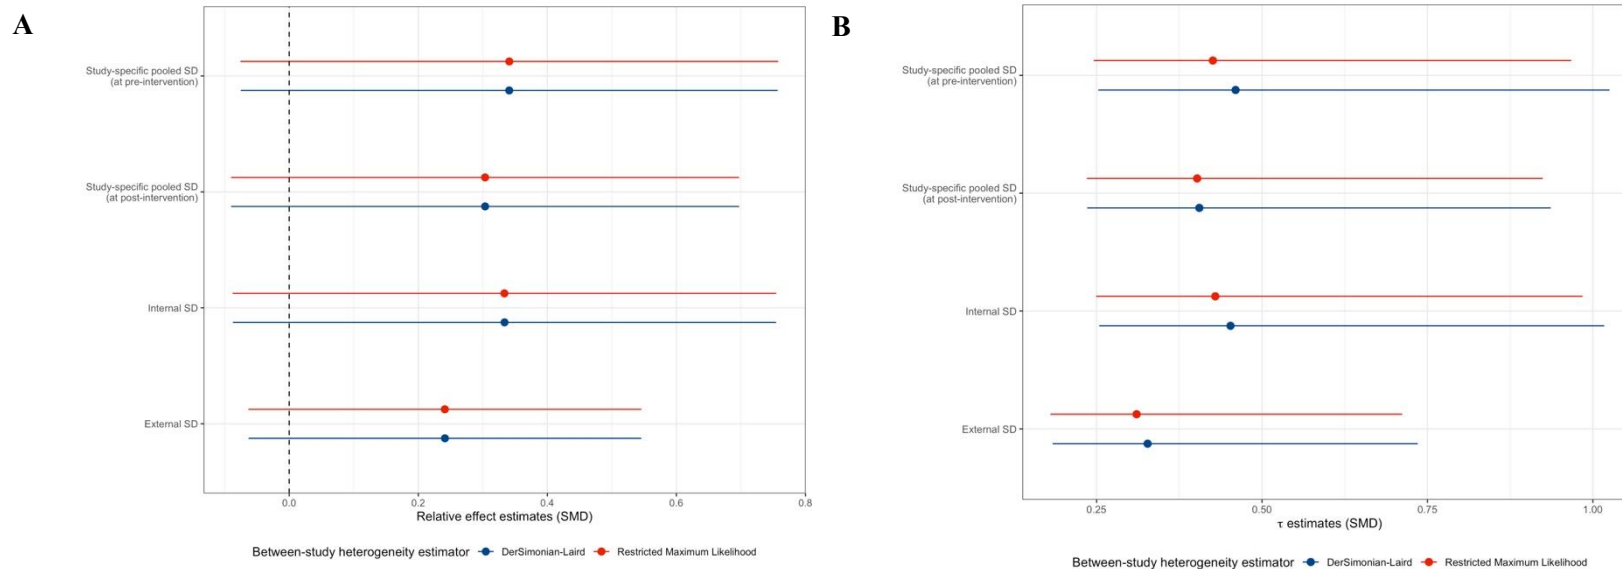 A
Study-specific pooled SD
(at pre-intervention)
Study-specific pooled SD
(at post-intervention)
Internal SD
External SD
0.0 0.2 0.4 0.6 0.8
Relative effect estimates (SMD)
Between-study heterogeneity estimator DerSimonian-Laird Restricted Maximum Likelihood
B
Study-specific pooled SD
(at pre-intervention)
Study-specific pooled SD
(at post-intervention)
Internal SD
External SD
0.25 0.50 0.75 1.00
τ estimates (SMD)
Between-study heterogeneity estimator DerSimonian-Laird Restricted Maximum Likelihood